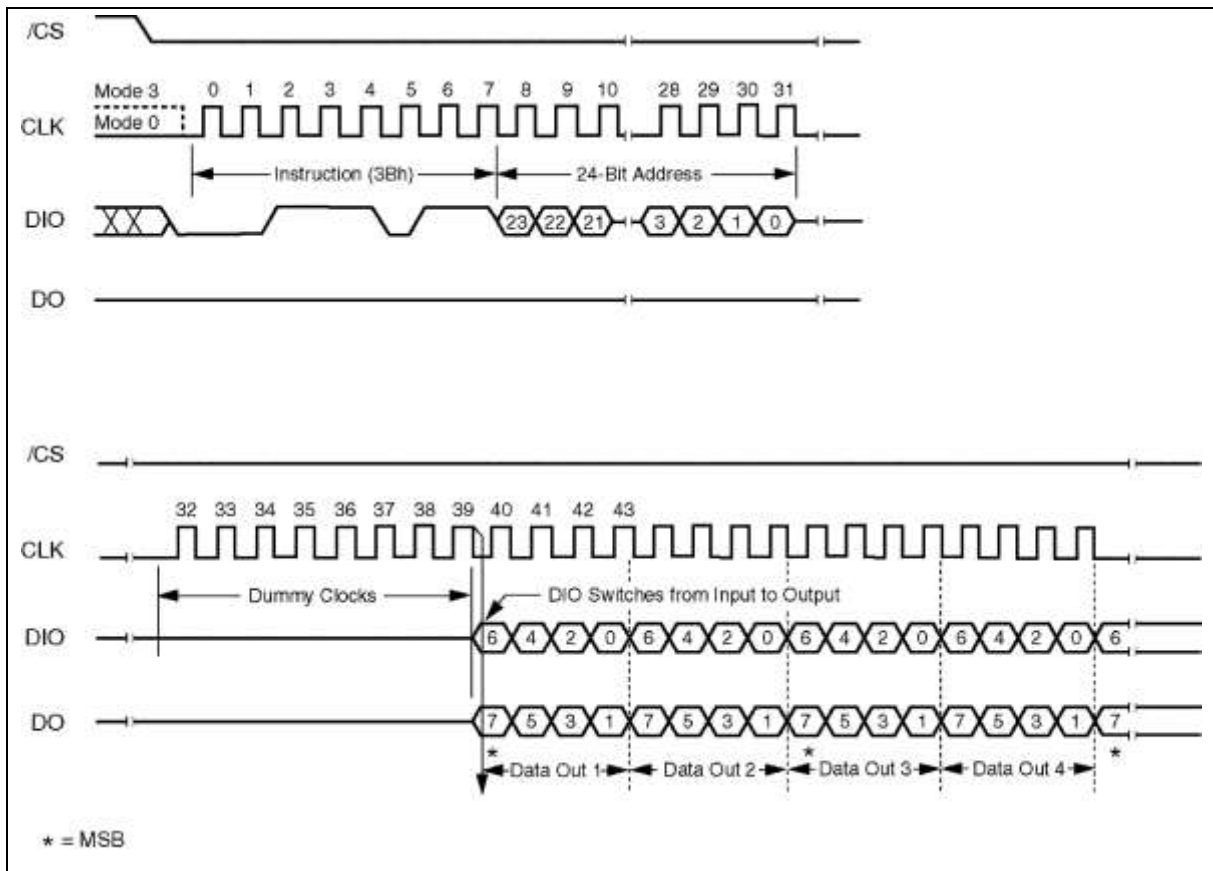 /CS
Mode 3 0 1 2 3 4 5 6 7 8 9 10 28 29 30 31
CLK Mode 0
Instruction (3Bh) 24-Bit Address
DIO 23 22 21 3 2 1 0
DO
/CS
32 33 34 35 36 37 38 39 40 41 42 43
CLK
Dummy Clocks DIO Switches from Input to Output
DIO 6 4 2 0 6 4 2 0 6 4 2 0 6 4 2 0 6
DO 7 5 3 1 7 5 3 1 7 5 3 1 7 5 3 1 7
* * *
Data Out 1 Data Out 2 Data Out 3 Data Out 4
* = MSB